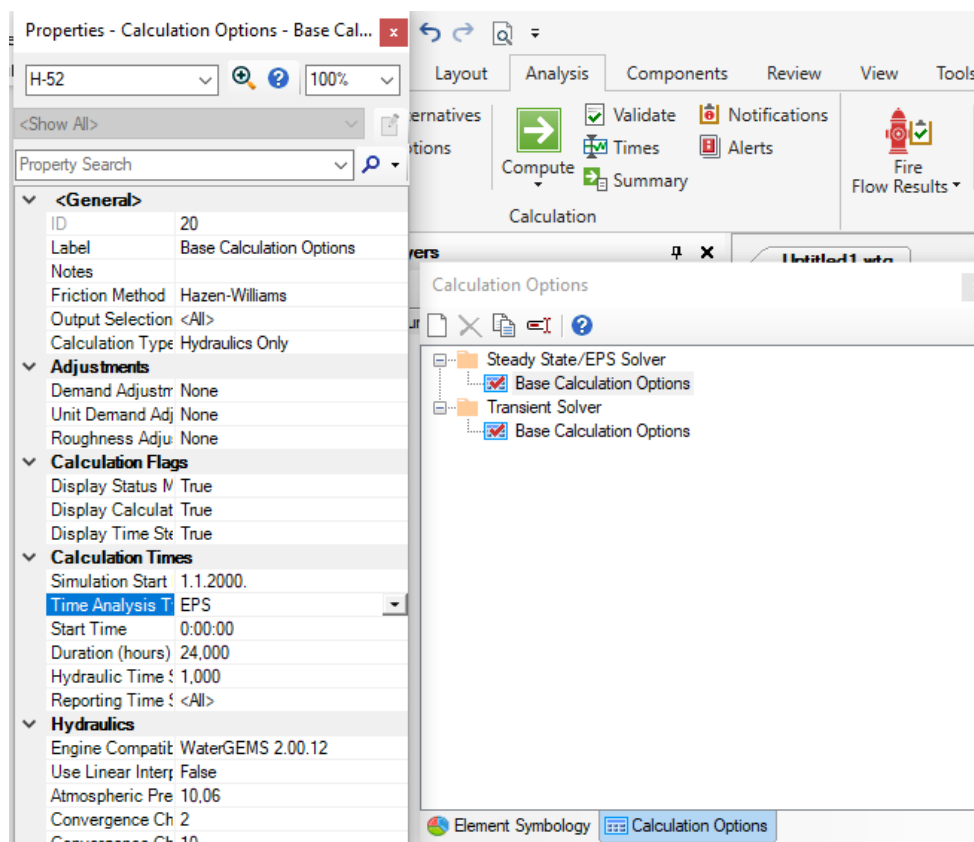 Properties - Calculation Options - Base Cal...
H-52
100%
<Show All>
Property Search
<General>
ID 20
Label Base Calculation Options
Notes
Friction Method Hazen-Williams
Output Selection <All>
Calculation Type Hydraulics Only
Adjustments
Demand Adjustm None
Unit Demand Adj None
Roughness Adju None
Calculation Flags
Display Status M True
Display Calculat True
Display Time Ste True
Calculation Times
Simulation Start 1.1.2000.
Time Analysis T EPS
Start Time 0:00:00
Duration (hours) 24,000
Hydraulic Time S 1,000
Reporting Time S <All>
Hydraulics
Engine Compatib WaterGEMS 2.00.12
Use Linear Interp False
Atmospheric Pre 10,06
Convergence Ch 2
Convergence Ch 10
Layout Analysis Components Review View Tools
ernatives
tions
Compute
Validate
Times
Summary
Notifications
Alerts
Calculation
Fire
Flow Results
yers
Untitled1.wtg
Calculation Options
Steady State/EPS Solver
Base Calculation Options
Transient Solver
Base Calculation Options
Element Symbology
Calculation Options